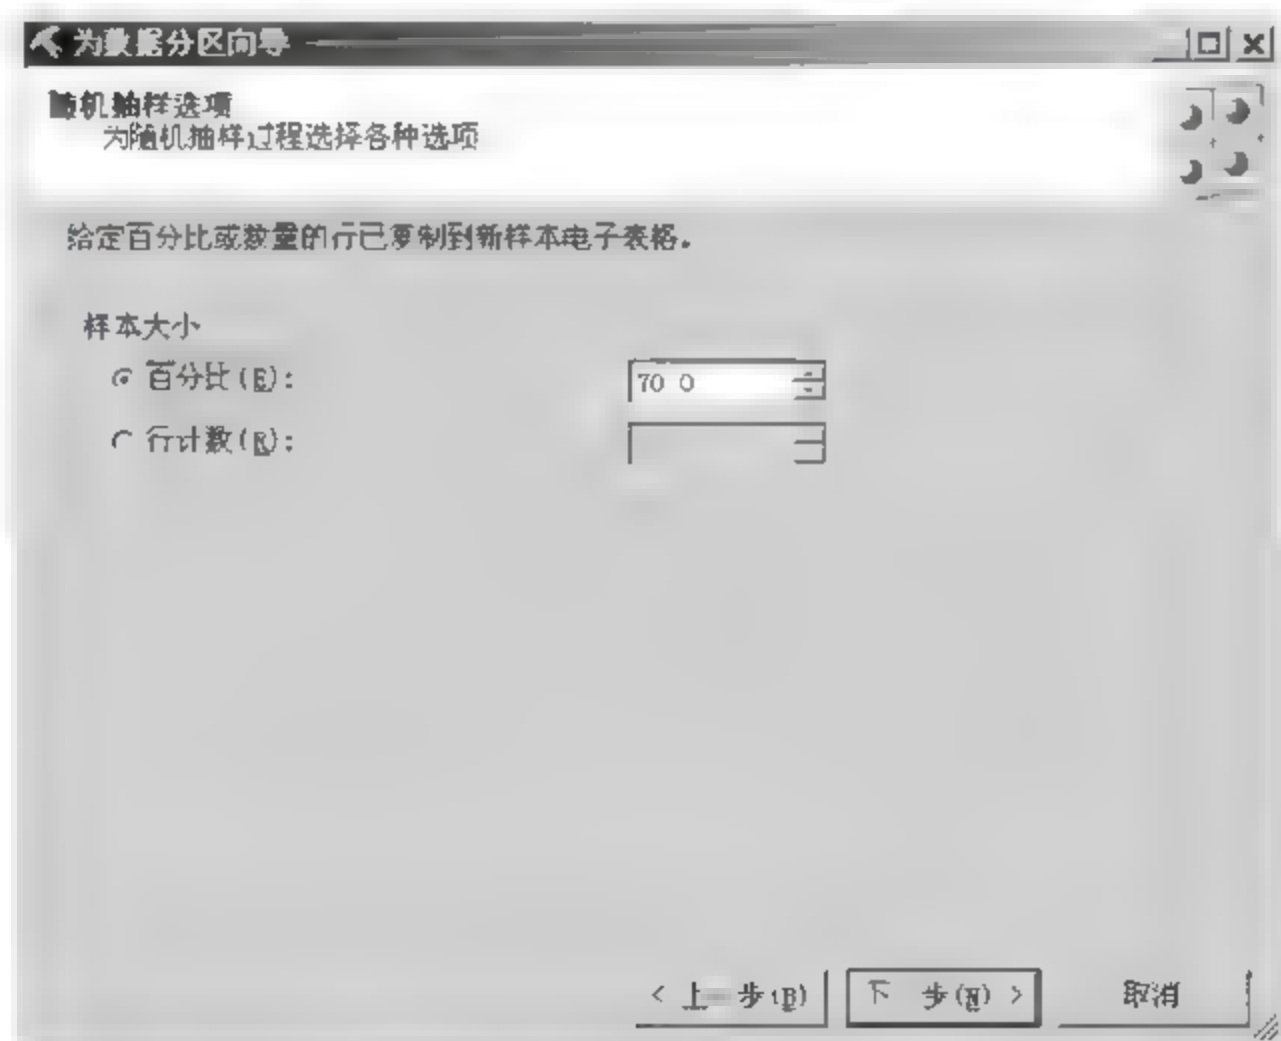 为数据分区向导
随机抽样选项
为随机抽样过程选择各种选项
给定百分比或数量的行已复制到新样本电子表格。
样本大小
百分比(E):
70 0
行计数(R):
< 上一步(B)
下一步(N) >
取消